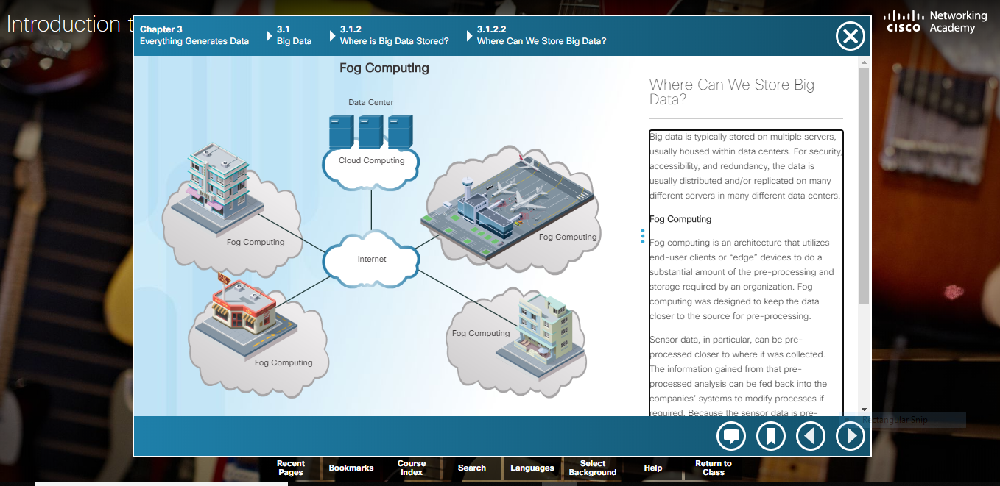 Introduction t
Networking
CISCO
Academy
Chapter 3
Everything Generates Data
3.1
Big Data
3.1.2
Where is Big Data Stored?
3.1.2.2
Where Can We Store Big Data?
Fog Computing
Data Center
Cloud Computing
Fog Computing
Fog Computing
Internet
Fog Computing
Fog Computing
Where Can We Store Big
Data?
Big data is typically stored on multiple servers,
usually housed within data centers. For security,
accessibility, and redundancy, the data is
usually distributed and/or replicated on many
different servers in many different data centers.
Fog Computing
Fog computing is an architecture that utilizes
end-user clients or “edge” devices to do a
substantial amount of the pre-processing and
storage required by an organization. Fog
computing was designed to keep the data
closer to the source for pre-processing.
Sensor data, in particular, can be pre-
processed closer to where it was collected.
The information gained from that pre-
processed analysis can be fed back into the
companies’ systems to modify processes if
required. Because the sensor data is pre-
Rectangular Snip
Recent
Pages
Bookmarks
Course
Index
Search
Languages
Select
Background
Help
Return to
Class